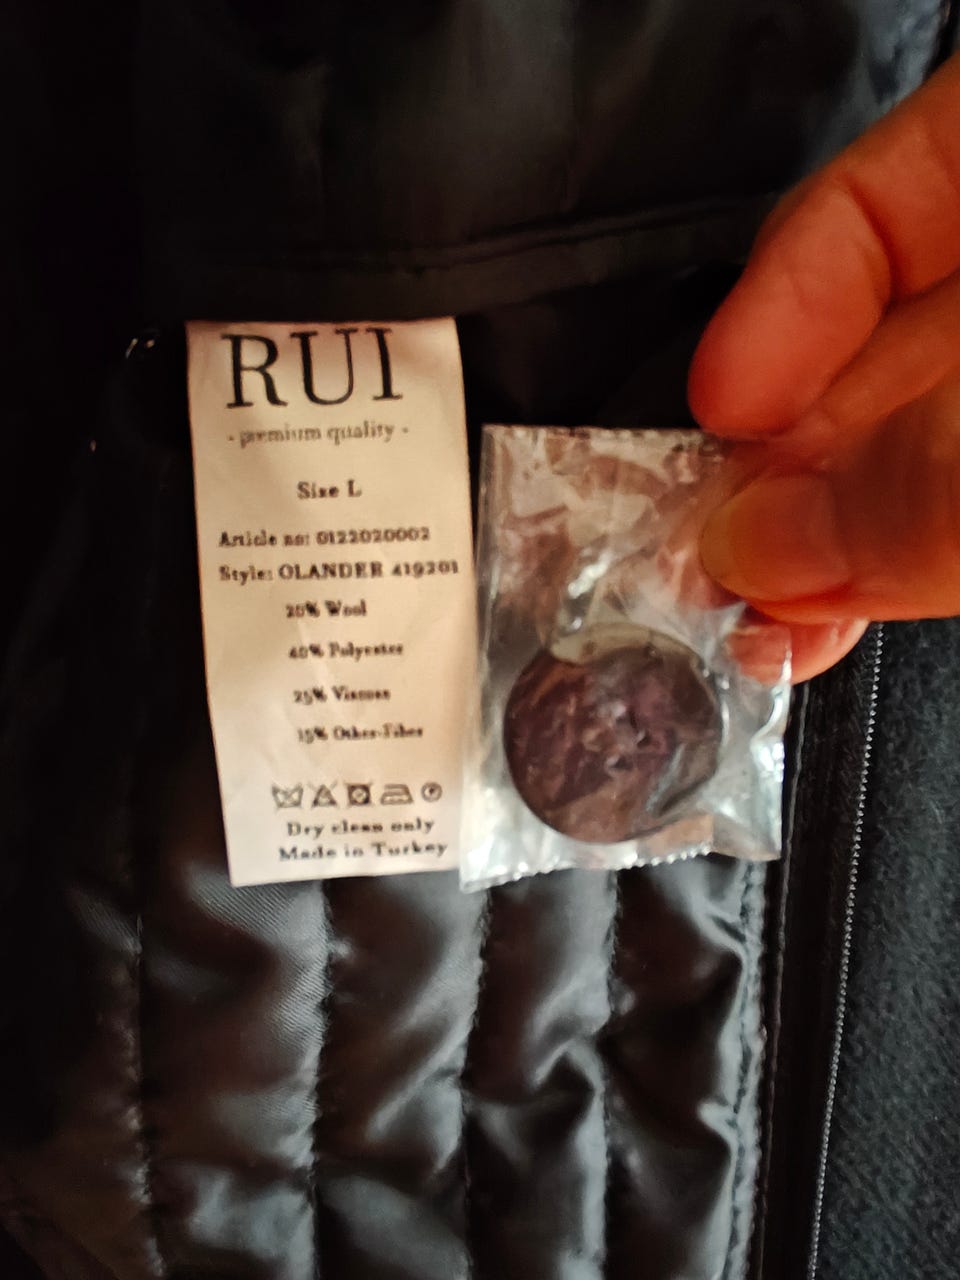 RUI
- premium quality -
Size L
Article no: 0122020002
Style: OLANDER 419201
20% Wool
40% Polyester
25% Viscose
15% Other-Fiber
Dry clean only
Made in Turkey